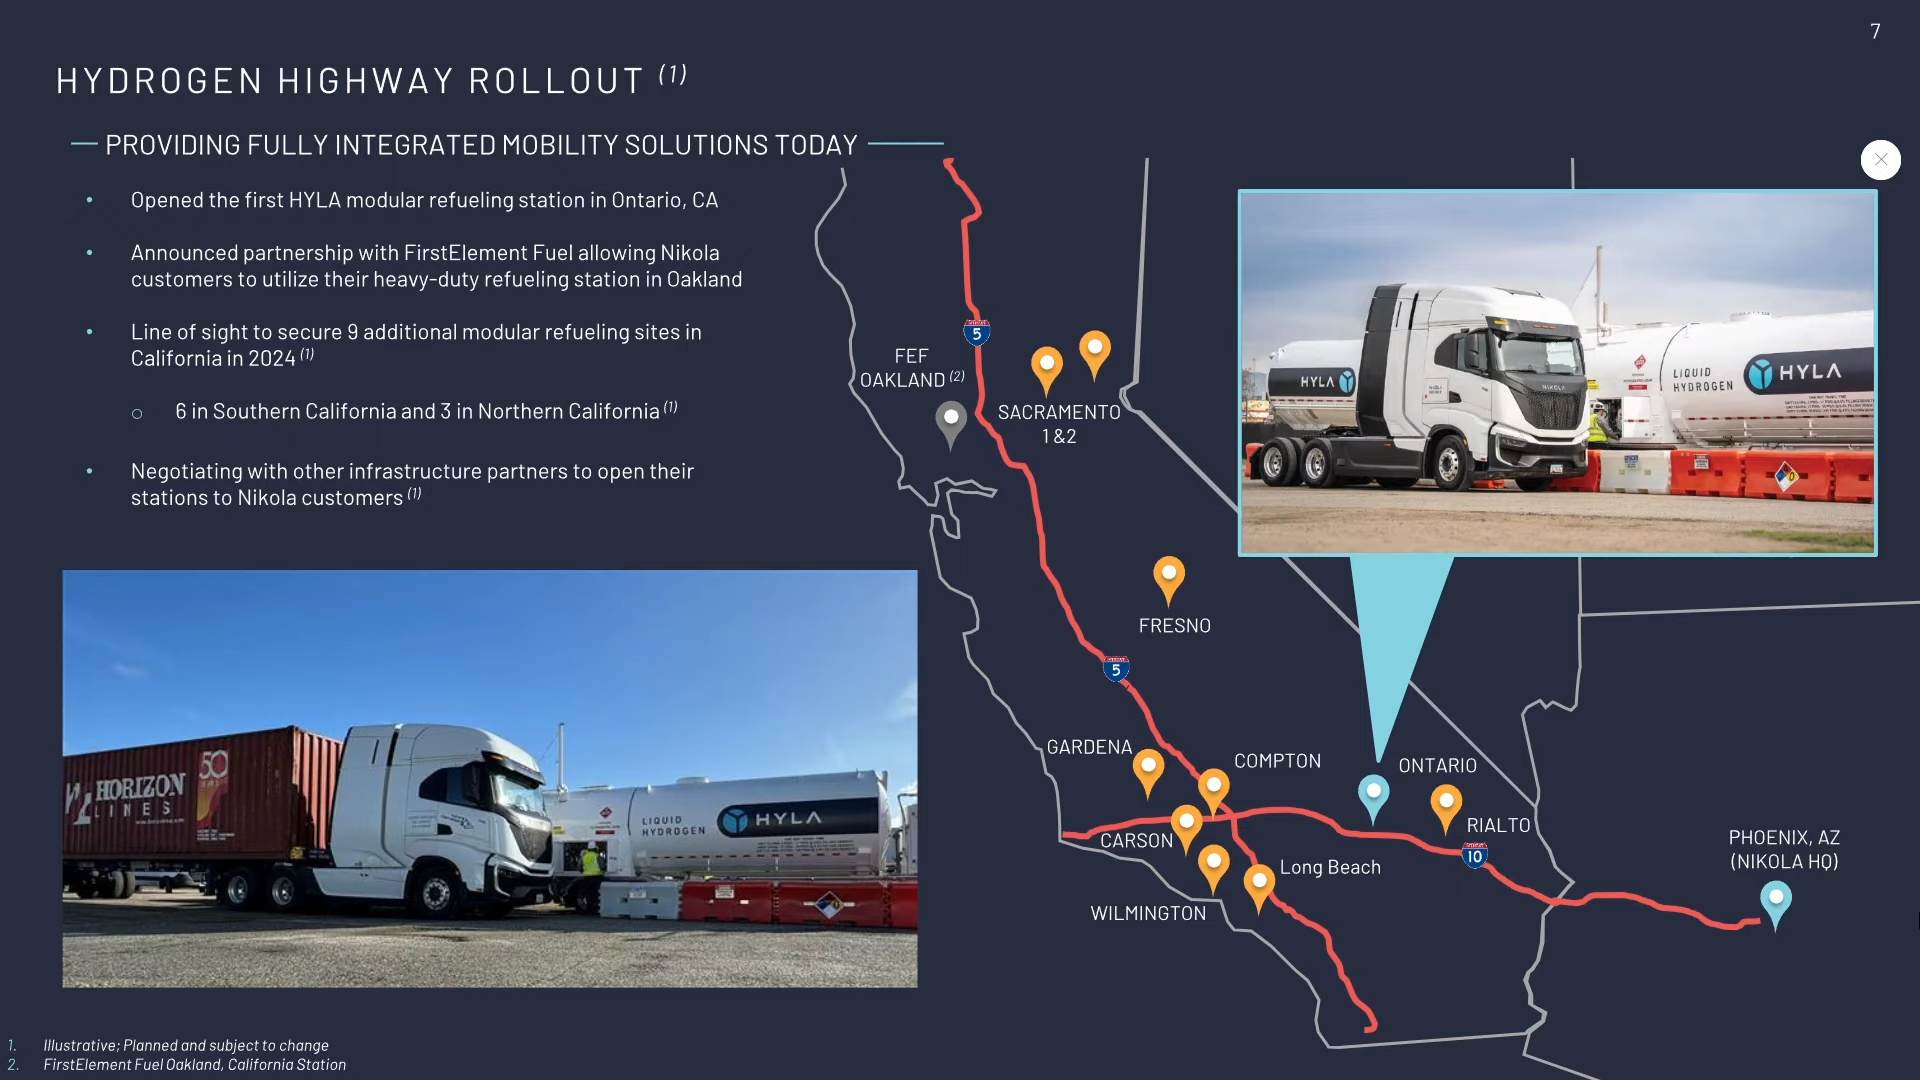 7
HYDROGEN HIGHWAY ROLLOUT (1)
PROVIDING FULLY INTEGRATED MOBILITY SOLUTIONS TODAY
• Opened the first HYLA modular refueling station in Ontario, CA
• Announced partnership with FirstElement Fuel allowing Nikola
customers to utilize their heavy-duty refueling station in Oakland
• Line of sight to secure 9 additional modular refueling sites in
California in 2024 (1)
○ 6 in Southern California and 3 in Northern California (1)
• Negotiating with other infrastructure partners to open their
stations to Nikola customers (1)
5
FEF
OAKLAND (2)
SACRAMENTO
1 &2
FRESNO
5
GARDENA
COMPTON
ONTARIO
CARSON
RIALTO
10
Long Beach
WILMINGTON
PHOENIX, AZ
(NIKOLA HQ)
HYLA
NIKOLA
LIQUID
HYDROGEN
HYLA
HORIZON
LINES
50
LIQUID
HYDROGEN
HYLA
1. Illustrative; Planned and subject to change
2. FirstElement Fuel Oakland, California Station